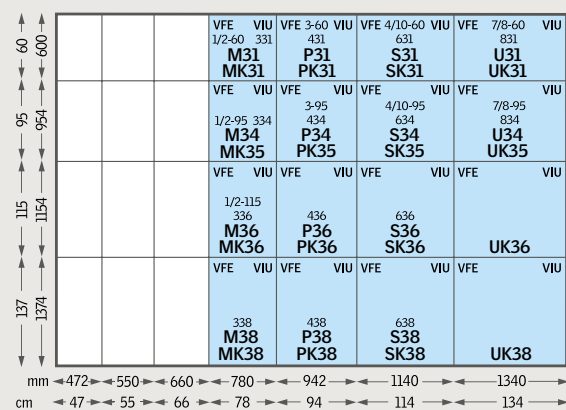 60 600 VFE VIU VFE 3-60 VIU VFE 4/10-60 VIU VFE 7/8-60 VIU
1/2-60 331 431 631 831
M31 P31 S31 U31
MK31 PK31 SK31 UK31
95 954 VFE VIU VFE VIU VFE VIU VFE VIU
3-95 4/10-95 7/8-95
1/2-95 334 434 634 834
M34 P34 S34 U34
MK35 PK35 SK35 UK35
115 1154 VFE VIU VFE VIU VFE VIU VFE VIU
1/2-115
336 436 636
M36 P36 S36
MK36 PK36 SK36 UK36
137 1374 VFE VIU VFE VIU VFE VIU VFE VIU
338 438 638
M38 P38 S38
MK38 PK38 SK38 UK38
mm 472 550 660 780 942 1140 1340
cm 47 55 66 78 94 114 134